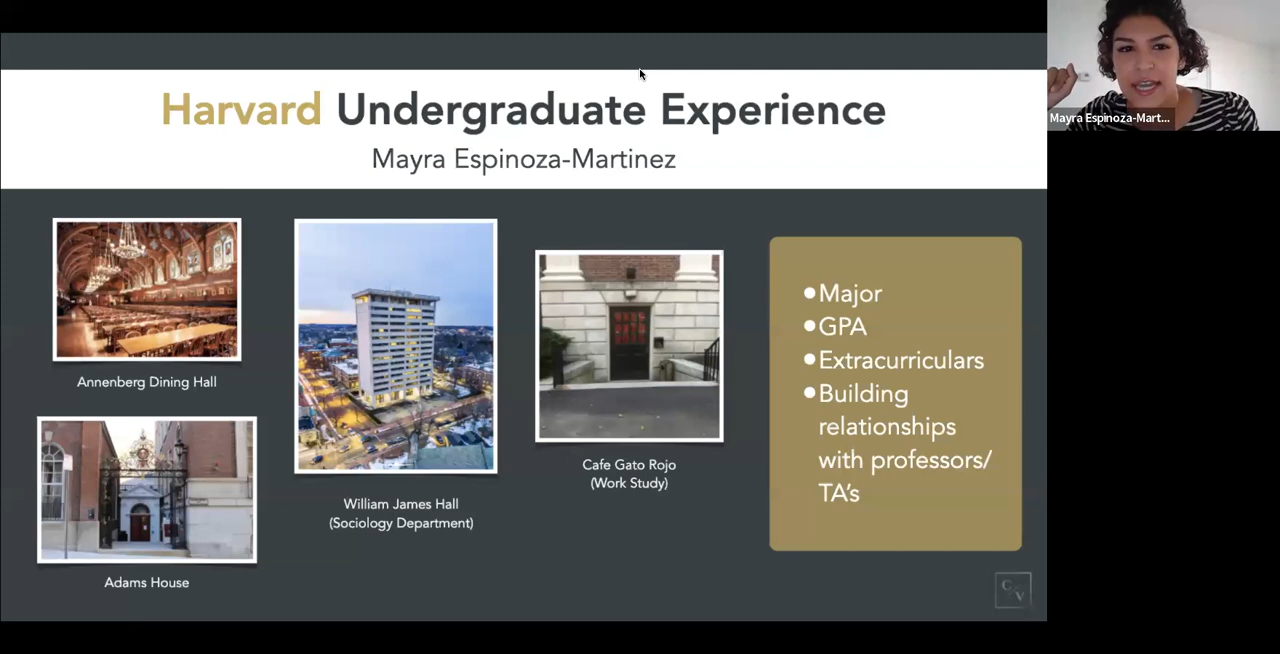 Harvard Undergraduate Experience
Mayra Espinoza-Martinez
Mayra Espinoza-Mart...
Annenberg Dining Hall
Adams House
William James Hall
(Sociology Department)
Cafe Gato Rojo
(Work Study)
•Major
•GPA
•Extracurriculars
•Building
relationships
with professors/
TA's
C/V